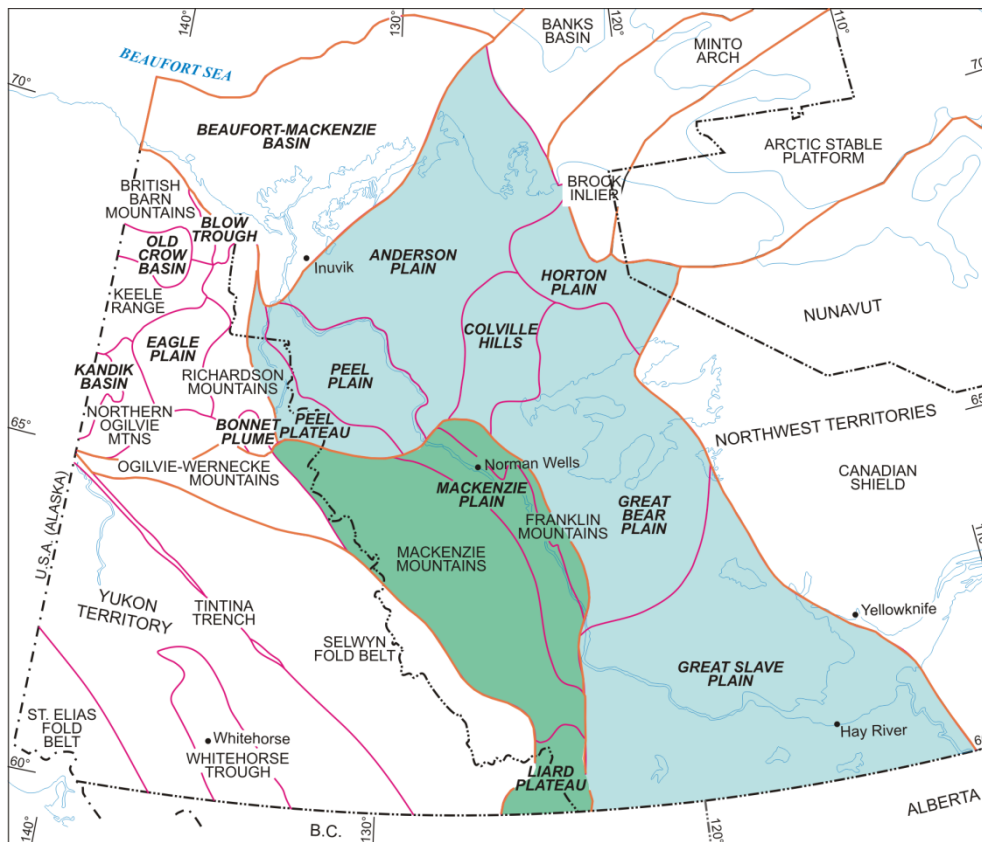 140°
130°
BANKS
BASIN
120°
110°
MINTO
ARCH
BEAUFORT SEA
70°
70
BEAUFORT-MACKENZIE
BASIN
ARCTIC STABLE
PLATFORM
BRITISH
BARN
MOUNTAINS
BROOK
INLIER
BLOW
TROUGH
OLD
CROW
BASIN
ANDERSON
PLAIN
Inuvik
HORTON
PLAIN
KEELE
RANGE
NUNAVUT
COLVILLE
HILLS
EAGLE
PLAIN
KANDIK
BASIN
RICHARDSON
MOUNTAINS
PEEL
PLAIN
65
NORTHERN
OGILVIE
MTNS
BONNET
PLUME
PEEL
PLATEAU
65°
NORTHWEST TERRITORIES
OGILVIE-WERNECKE
MOUNTAINS
Norman Wells
MACKENZIE
PLAIN
CANADIAN
SHIELD
GREAT
BEAR
PLAIN
FRANKLIN
MOUNTAINS
U.S.A. (ALASKA)
MACKENZIE
MOUNTAINS
YUKON
TERRITORY
TINTINA
TRENCH
Yellowknife
SELWYN
FOLD BELT
GREAT SLAVE
PLAIN
ST. ELIAS
FOLD
BELT
Whitehorse
WHITEHORSE
TROUGH
Hay River
60°
LIARD
PLATEAU
ALBERTA
B.C.
140°
130°
120°